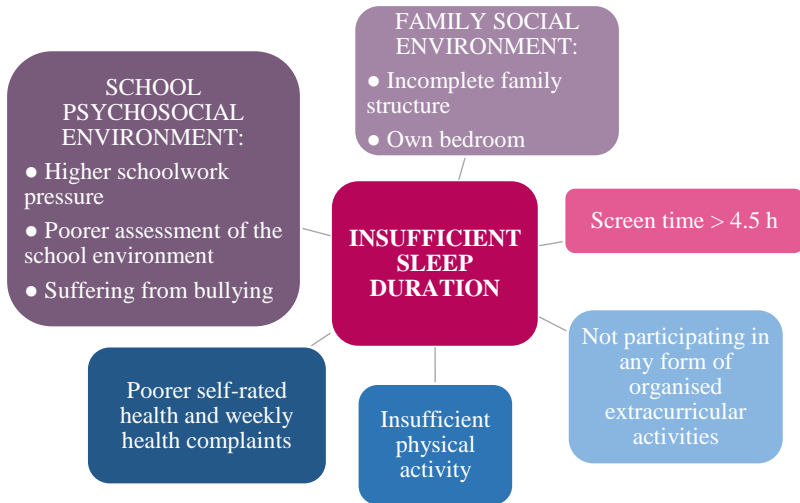 FAMILY SOCIAL
ENVIRONMENT:
● Incomplete family
structure
● Own bedroom
SCHOOL
PSYCHOSOCIAL
ENVIRONMENT:
● Higher schoolwork
pressure
● Poorer assessment of the
school environment
● Suffering from bullying
INSUFFICIENT
SLEEP
DURATION
Screen time > 4.5 h
Not participating in
any form of
organised
extracurricular
activities
Poorer self-rated
health and weekly
health complaints
Insufficient
physical
activity